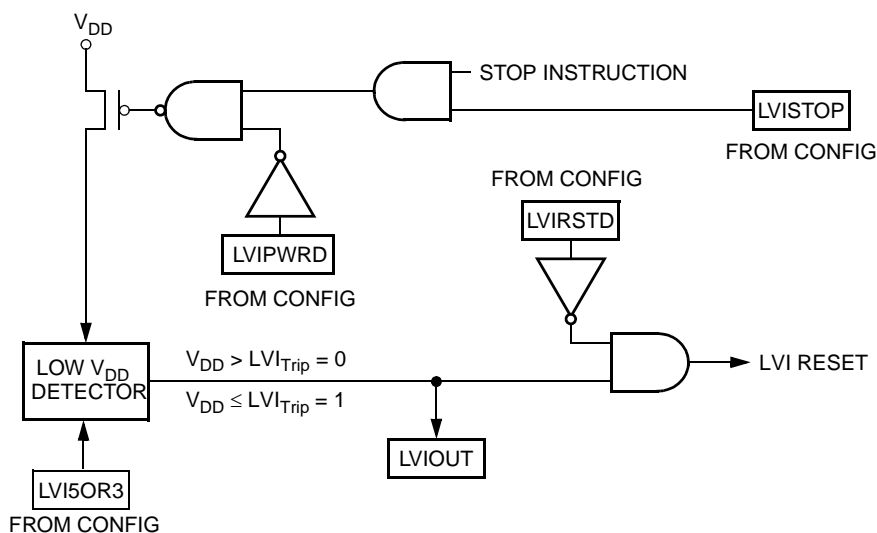 VDD
STOP INSTRUCTION
LVISTOP
FROM CONFIG
FROM CONFIG
LVIRSTD
LVIPWRD
FROM CONFIG
LOW VDD
DETECTOR
VDD > LVITrip = 0
VDD ≤ LVITrip = 1
LVI RESET
LVIOUT
LVI5OR3
FROM CONFIG